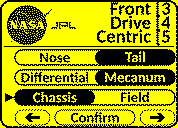 NASA JPL Front 3
Drive 4
Centric 5
Nose Tail
Differential Mecanum
Chassis Field
← Confirm →